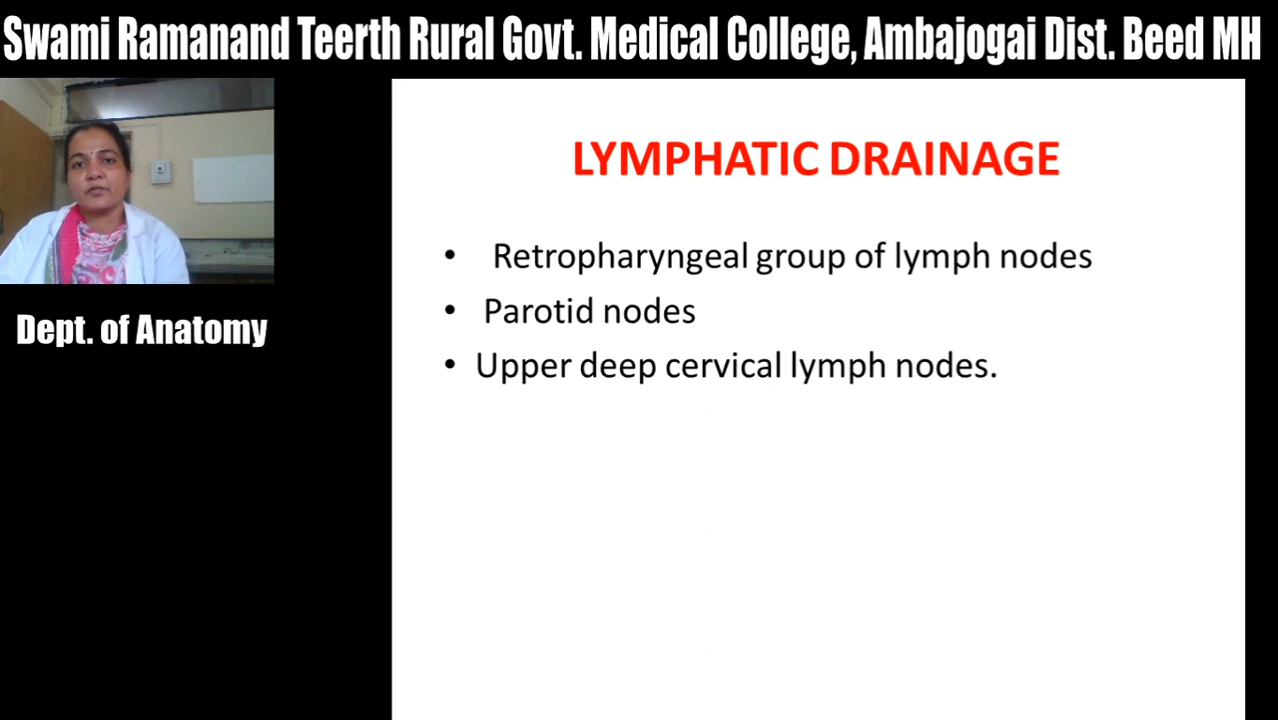 Swami Ramanand Teerth Rural Govt. Medical College, Ambajogai Dist. Beed MH
LYMPHATIC DRAINAGE
• Retropharyngeal group of lymph nodes
• Parotid nodes
• Upper deep cervical lymph nodes.
Dept. of Anatomy